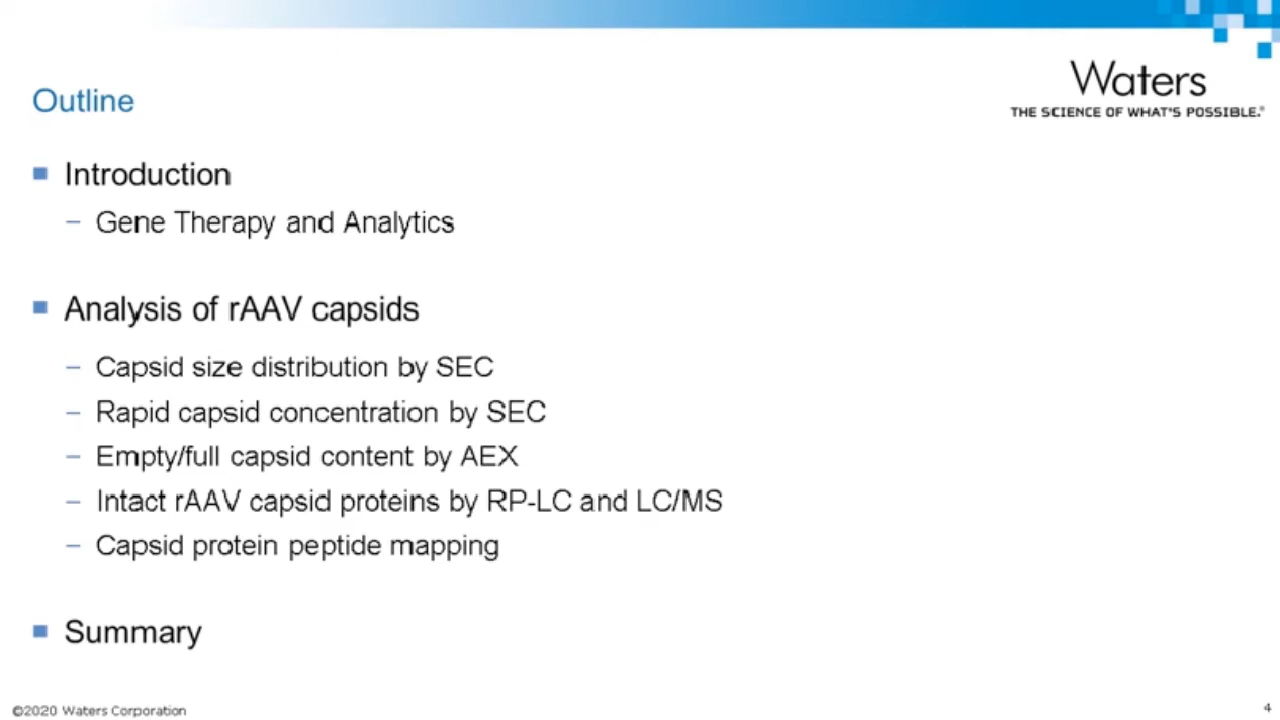 Waters
THE SCIENCE OF WHAT'S POSSIBLE.®
Outline
Introduction
– Gene Therapy and Analytics
Analysis of rAAV capsids
– Capsid size distribution by SEC
– Rapid capsid concentration by SEC
– Empty/full capsid content by AEX
– Intact rAAV capsid proteins by RP-LC and LC/MS
– Capsid protein peptide mapping
Summary
©2020 Waters Corporation
4